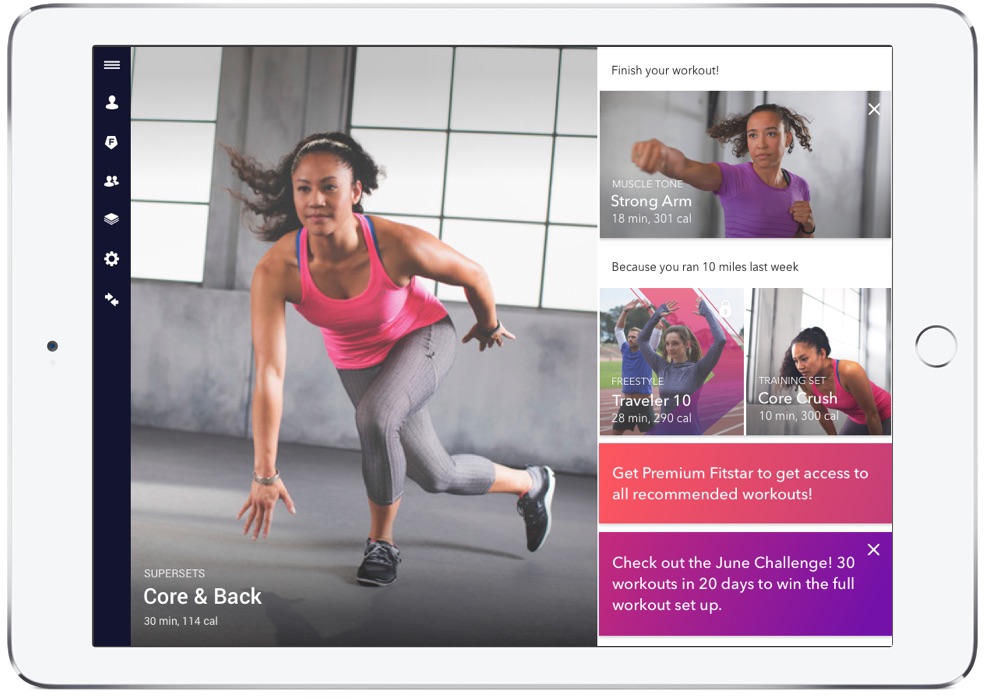 SUPERSETS
Core & Back
30 min, 114 cal
Finish your workout!
MUSCLE TONE
Strong Arm
18 min, 301 cal
Because you ran 10 miles last week
FREESTYLE
Traveler 10
28 min, 290 cal
TRAINING SET
Core Crush
10 min, 300 cal
Get Premium Fitstar to get access to
all recommended workouts!
Check out the June Challenge! 30
workouts in 20 days to win the full
workout set up.